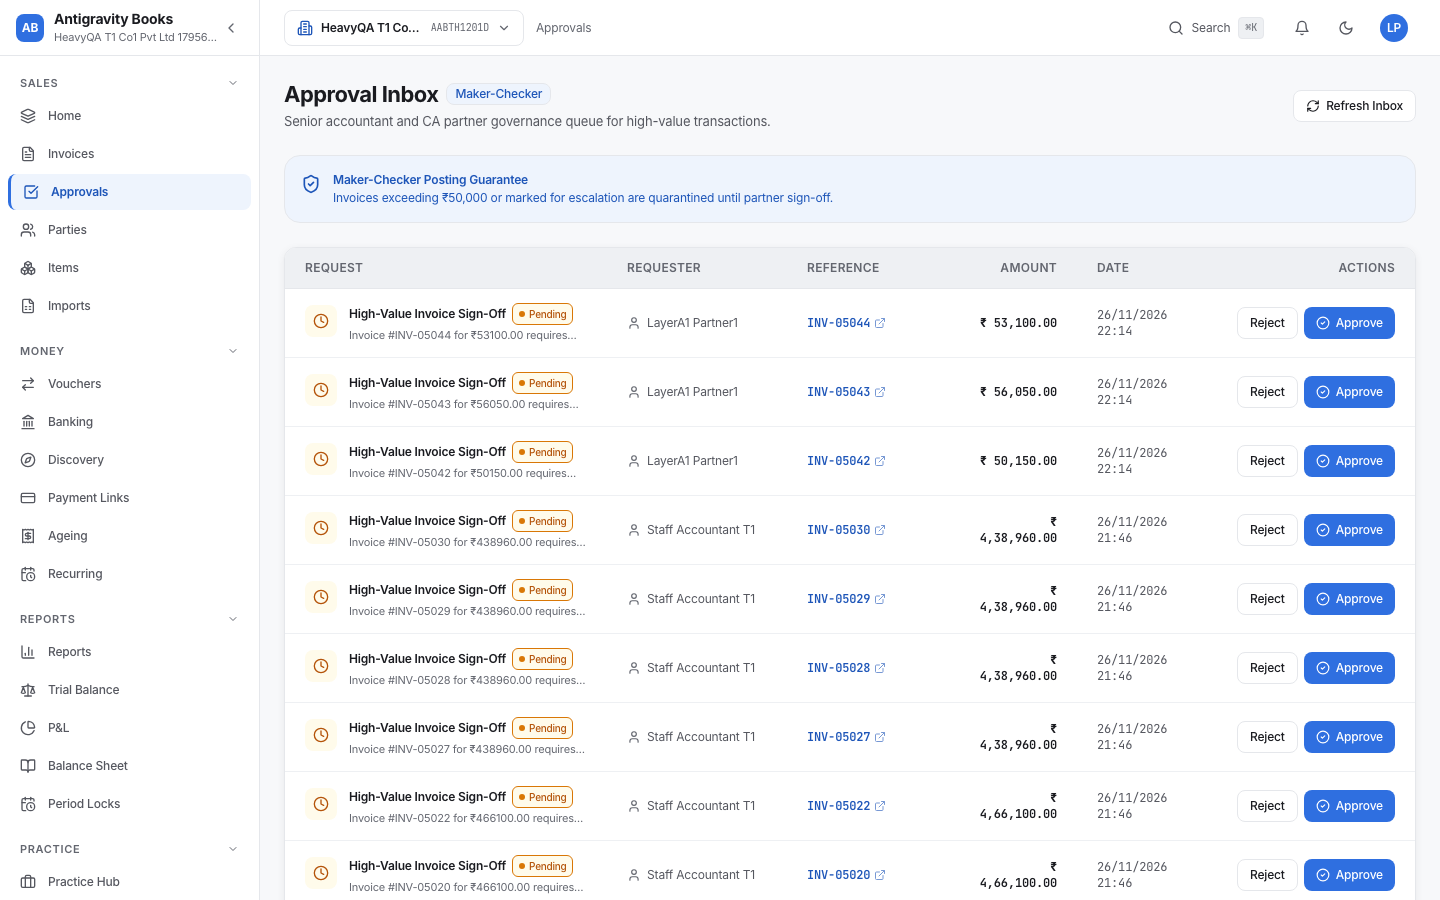 AB
Antigravity Books
HeavyQA T1 Co1 Pvt Ltd 17956...
SALES
Home
Invoices
Approvals
Parties
Items
Imports
MONEY
Vouchers
Banking
Discovery
Payment Links
Ageing
Recurring
REPORTS
Reports
Trial Balance
P&L
Balance Sheet
Period Locks
PRACTICE
Practice Hub
HeavyQA T1 Co... AABTH1201D
Approvals
Search ⌘K
LP
Approval Inbox Maker-Checker
Senior accountant and CA partner governance queue for high-value transactions.
Refresh Inbox
Maker-Checker Posting Guarantee
Invoices exceeding ₹50,000 or marked for escalation are quarantined until partner sign-off.
REQUEST REQUESTER REFERENCE AMOUNT DATE ACTIONS
High-Value Invoice Sign-Off Pending
Invoice #INV-05044 for ₹53100.00 requires...
LayerA1 Partner1 INV-05044 ₹ 53,100.00
26/11/2026
22:14
Reject Approve
High-Value Invoice Sign-Off Pending
Invoice #INV-05043 for ₹56050.00 requires...
LayerA1 Partner1 INV-05043 ₹ 56,050.00
26/11/2026
22:14
Reject Approve
High-Value Invoice Sign-Off Pending
Invoice #INV-05042 for ₹50150.00 requires...
LayerA1 Partner1 INV-05042 ₹ 50,150.00
26/11/2026
22:14
Reject Approve
High-Value Invoice Sign-Off Pending
Invoice #INV-05030 for ₹438960.00 requires...
Staff Accountant T1 INV-05030
₹
4,38,960.00
26/11/2026
21:46
Reject Approve
High-Value Invoice Sign-Off Pending
Invoice #INV-05029 for ₹438960.00 requires...
Staff Accountant T1 INV-05029
₹
4,38,960.00
26/11/2026
21:46
Reject Approve
High-Value Invoice Sign-Off Pending
Invoice #INV-05028 for ₹438960.00 requires...
Staff Accountant T1 INV-05028
₹
4,38,960.00
26/11/2026
21:46
Reject Approve
High-Value Invoice Sign-Off Pending
Invoice #INV-05027 for ₹438960.00 requires...
Staff Accountant T1 INV-05027
₹
4,38,960.00
26/11/2026
21:46
Reject Approve
High-Value Invoice Sign-Off Pending
Invoice #INV-05022 for ₹466100.00 requires...
Staff Accountant T1 INV-05022
₹
4,66,100.00
26/11/2026
21:46
Reject Approve
High-Value Invoice Sign-Off Pending
Invoice #INV-05020 for ₹466100.00 requires...
Staff Accountant T1 INV-05020
₹
4,66,100.00
26/11/2026
21:46
Reject Approve